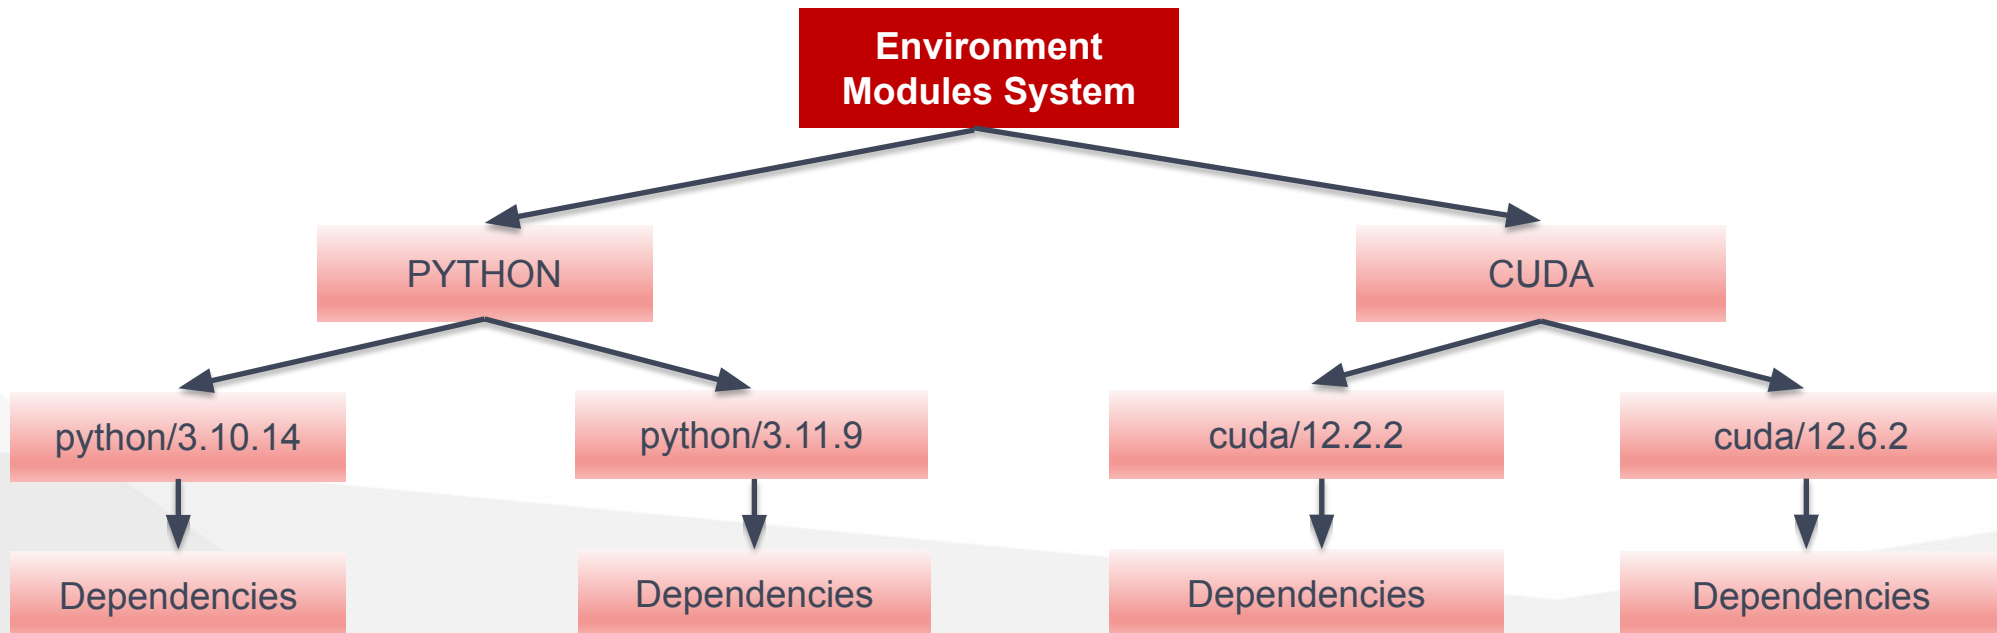 Environment
Modules System
PYTHON
CUDA
python/3.10.14
python/3.11.9
cuda/12.2.2
cuda/12.6.2
Dependencies
Dependencies
Dependencies
Dependencies